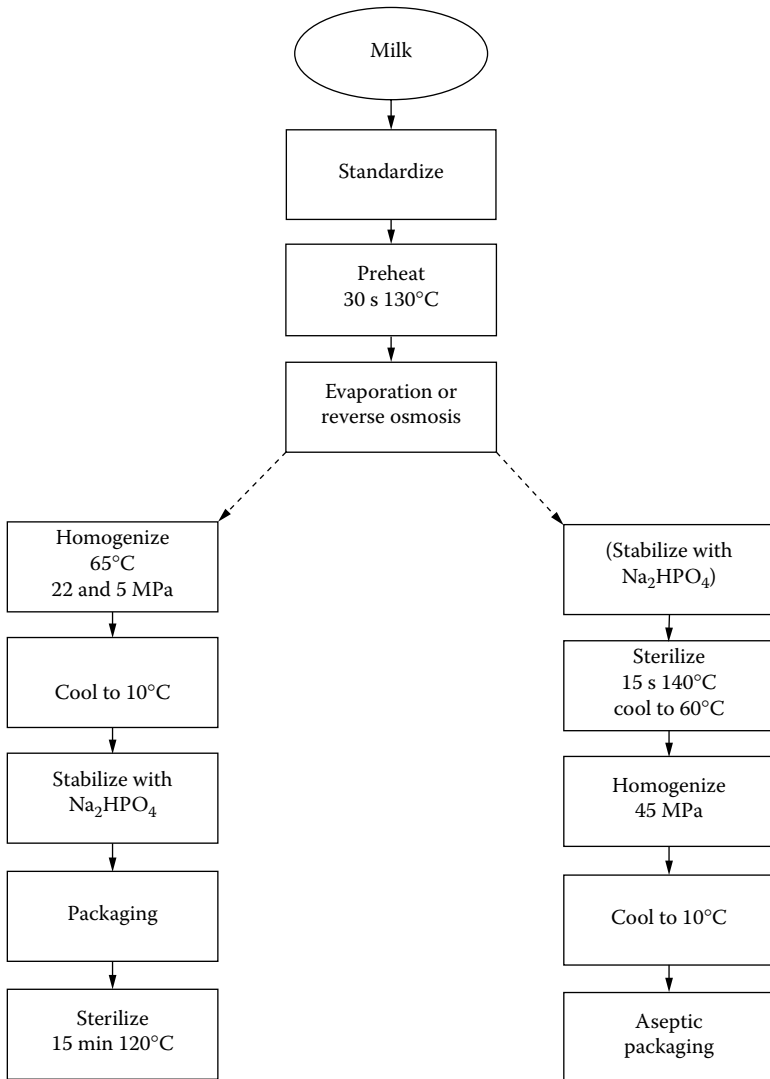 Milk
Standardize
Preheat
30 s 130°C
Evaporation or
reverse osmosis
Homogenize
65°C
22 and 5 MPa
Cool to 10°C
Stabilize with
Na₂HPO₄
Packaging
Sterilize
15 min 120°C
(Stabilize with
Na₂HPO₄)
Sterilize
15 s 140°C
cool to 60°C
Homogenize
45 MPa
Cool to 10°C
Aseptic
packaging